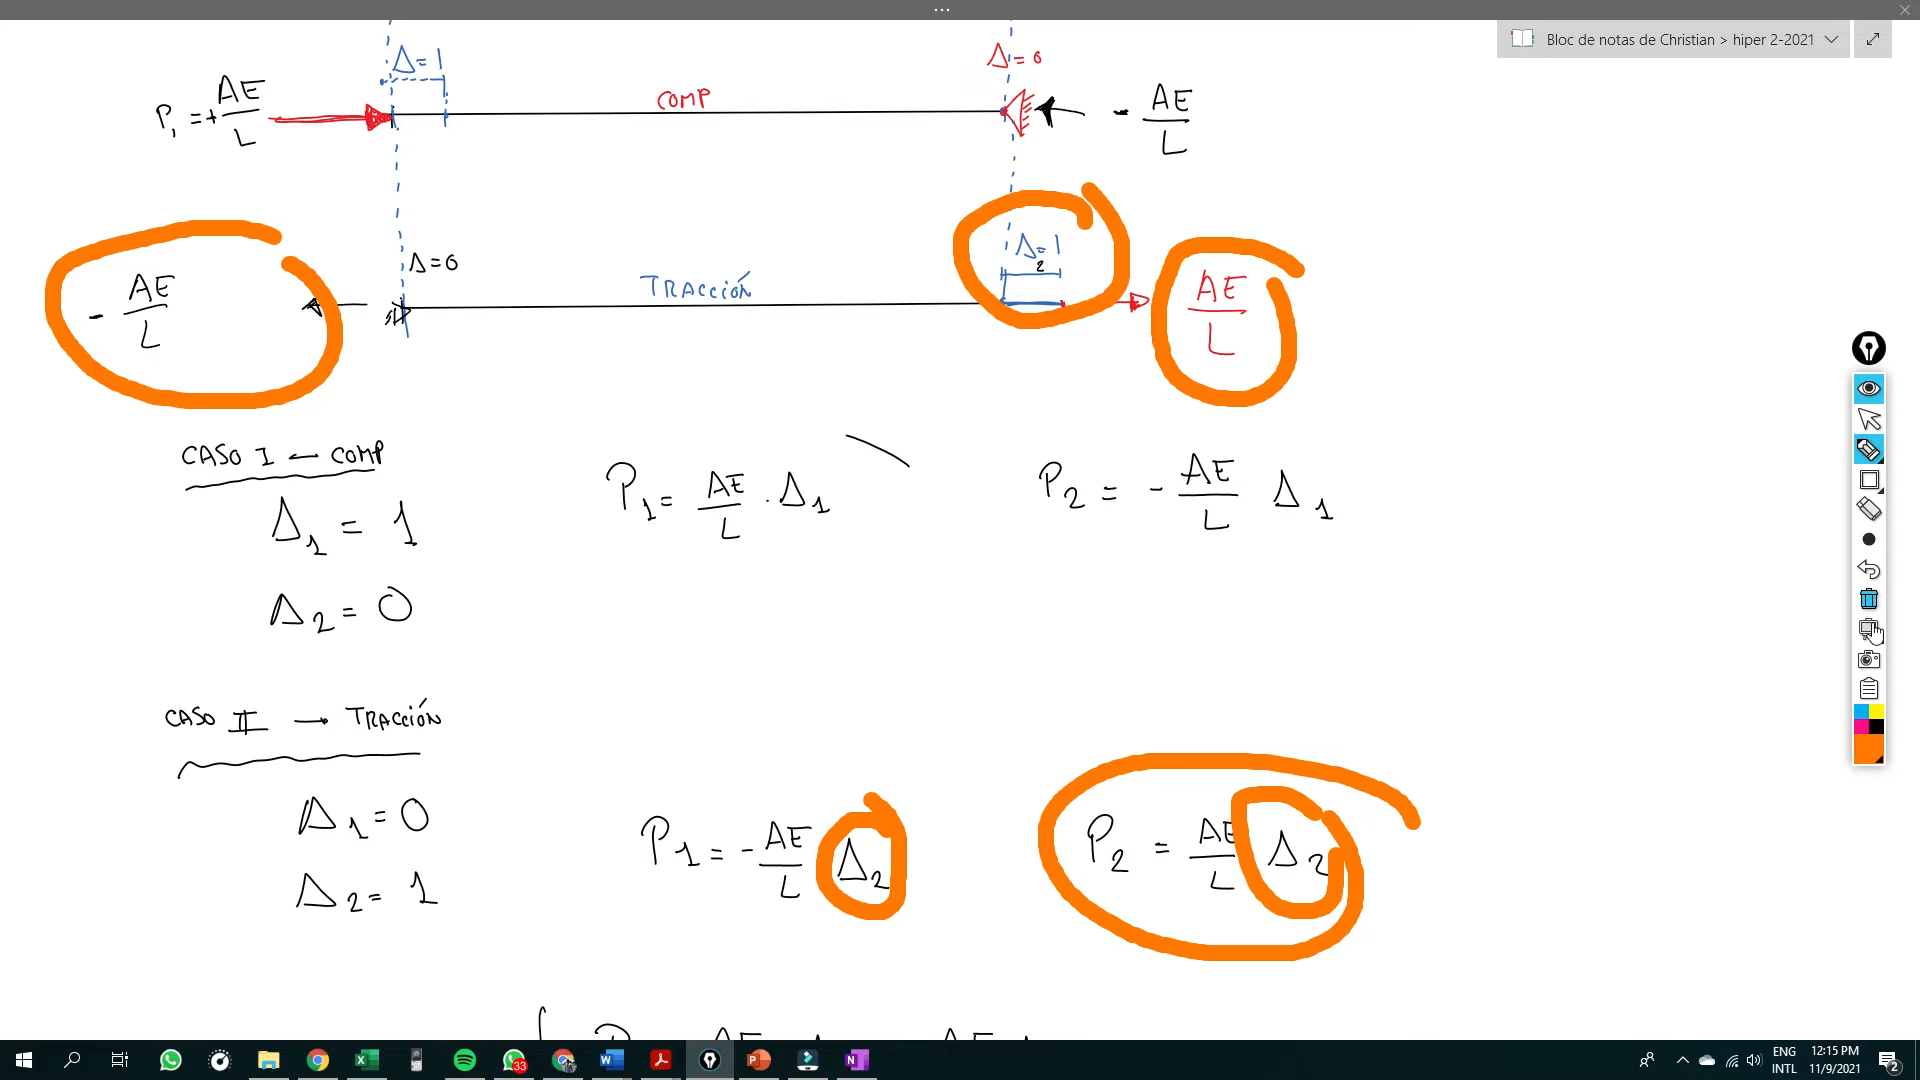 Bloc de notas de Christian > hiper 2-2021
Δ=1
Δ=0
P₁ = + AE/L
COMP
- AE/L
Δ=0
Δ₂=1
- AE/L
TRACCIÓN
AE/L
CASO I ← COMP
Δ₁ = 1
P₁ = AE/L · Δ₁
P₂ = - AE/L Δ₁
Δ₂ = 0
CASO II → TRACCIÓN
Δ₁ = 0
P₁ = - AE/L Δ₂
P₂ = AE/L Δ₂
Δ₂ = 1
33
ENG
INTL
12:15 PM
11/9/2021
2